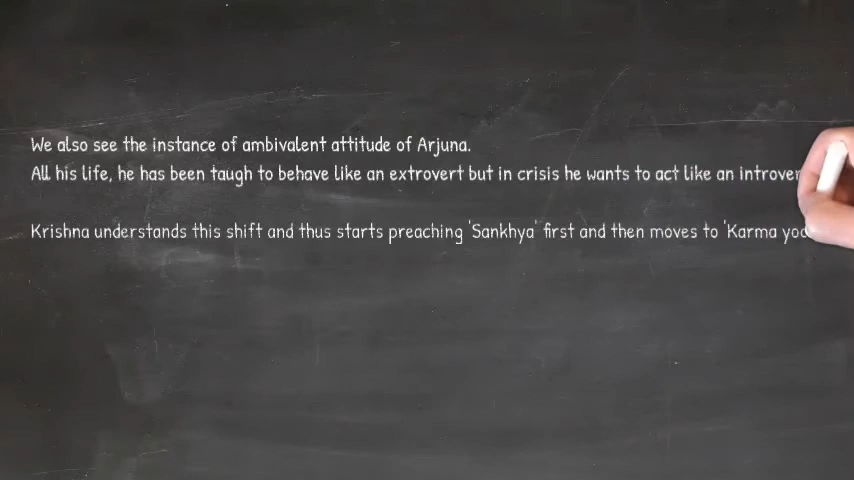 We also see the instance of ambivalent attitude of Arjuna.
All his life, he has been taugh to behave like an extrovert but in crisis he wants to act like an introver
Krishna understands this shift and thus starts preaching 'Sankhya' first and then moves to 'Karma yo